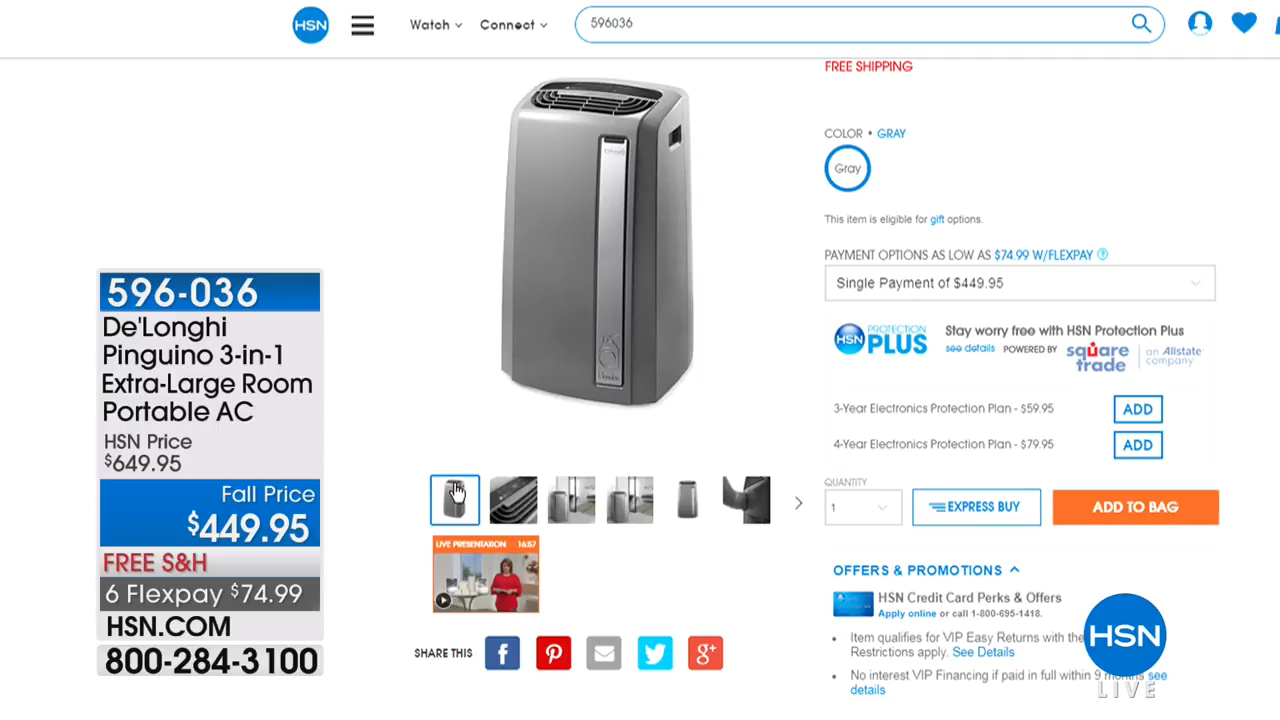 HSN
Watch
Connect
596036
FREE SHIPPING
COLOR • GRAY
Gray
This item is eligible for gift options.
PAYMENT OPTIONS AS LOW AS $74.99 W/FLEXPAY ?
Single Payment of $449.95
HSN PROTECTION PLUS
Stay worry free with HSN Protection Plus
see details POWERED BY square trade an Allstate company
3-Year Electronics Protection Plan - $59.95 ADD
4-Year Electronics Protection Plan - $79.95 ADD
QUANTITY
1
EXPRESS BUY
ADD TO BAG
OFFERS & PROMOTIONS
HSN Credit Card Perks & Offers
Apply online or call 1-800-695-1418.
• Item qualifies for VIP Easy Returns with the
Restrictions apply. See Details
• No interest VIP Financing if paid in full within 9 months see
details
596-036
De'Longhi
Pinguino 3-in-1
Extra-Large Room
Portable AC
HSN Price
$649.95
Fall Price
$449.95
FREE S&H
6 Flexpay $74.99
HSN.COM
800-284-3100
LIVE PRESENTATION 16:57
SHARE THIS
HSN
LIVE